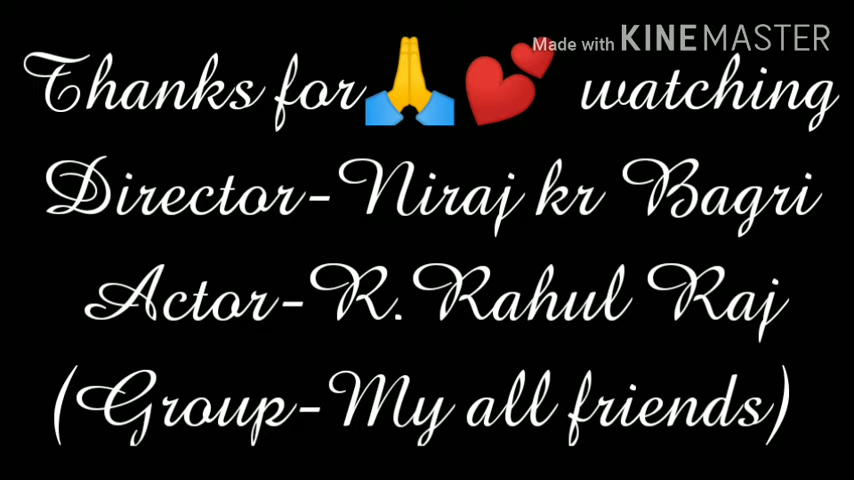 Made with KINEMASTER
Thanks for🙏💕 watching
Director-Niraj kr Bagri
Actor-R.Rahul Raj
(Group-My all friends)